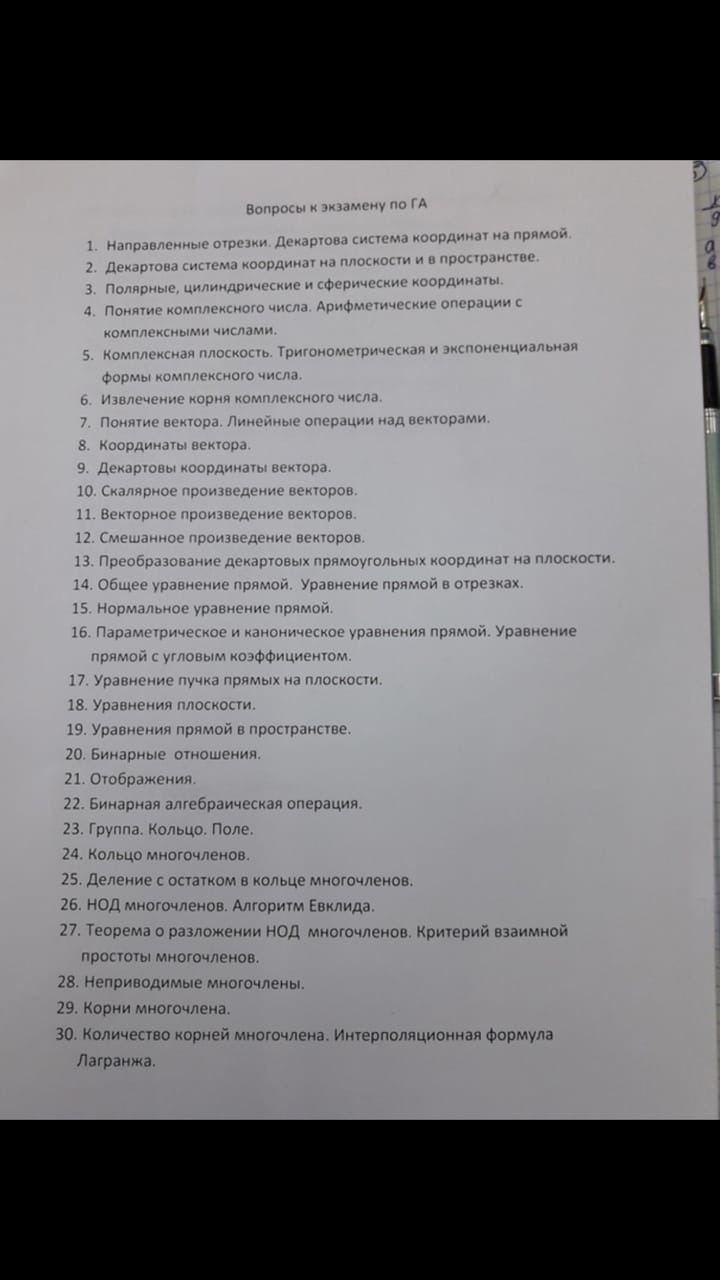 Вопросы к экзамену по ГА
1. Направленные отрезки. Декартова система координат на прямой.
2. Декартова система координат на плоскости и в пространстве.
3. Полярные, цилиндрические и сферические координаты.
4. Понятие комплексного числа. Арифметические операции с
комплексными числами.
5. Комплексная плоскость. Тригонометрическая и экспоненциальная
формы комплексного числа.
6. Извлечение корня комплексного числа.
7. Понятие вектора. Линейные операции над векторами.
8. Координаты вектора.
9. Декартовы координаты вектора.
10. Скалярное произведение векторов.
11. Векторное произведение векторов.
12. Смешанное произведение векторов.
13. Преобразование декартовых прямоугольных координат на плоскости.
14. Общее уравнение прямой. Уравнение прямой в отрезках.
15. Нормальное уравнение прямой.
16. Параметрическое и каноническое уравнения прямой. Уравнение
прямой с угловым коэффициентом.
17. Уравнение пучка прямых на плоскости.
18. Уравнения плоскости.
19. Уравнения прямой в пространстве.
20. Бинарные отношения.
21. Отображения.
22. Бинарная алгебраическая операция.
23. Группа. Кольцо. Поле.
24. Кольцо многочленов.
25. Деление с остатком в кольце многочленов.
26. НОД многочленов. Алгоритм Евклида.
27. Теорема о разложении НОД многочленов. Критерий взаимной
простоты многочленов.
28. Неприводимые многочлены.
29. Корни многочлена.
30. Количество корней многочлена. Интерполяционная формула
Лагранжа.